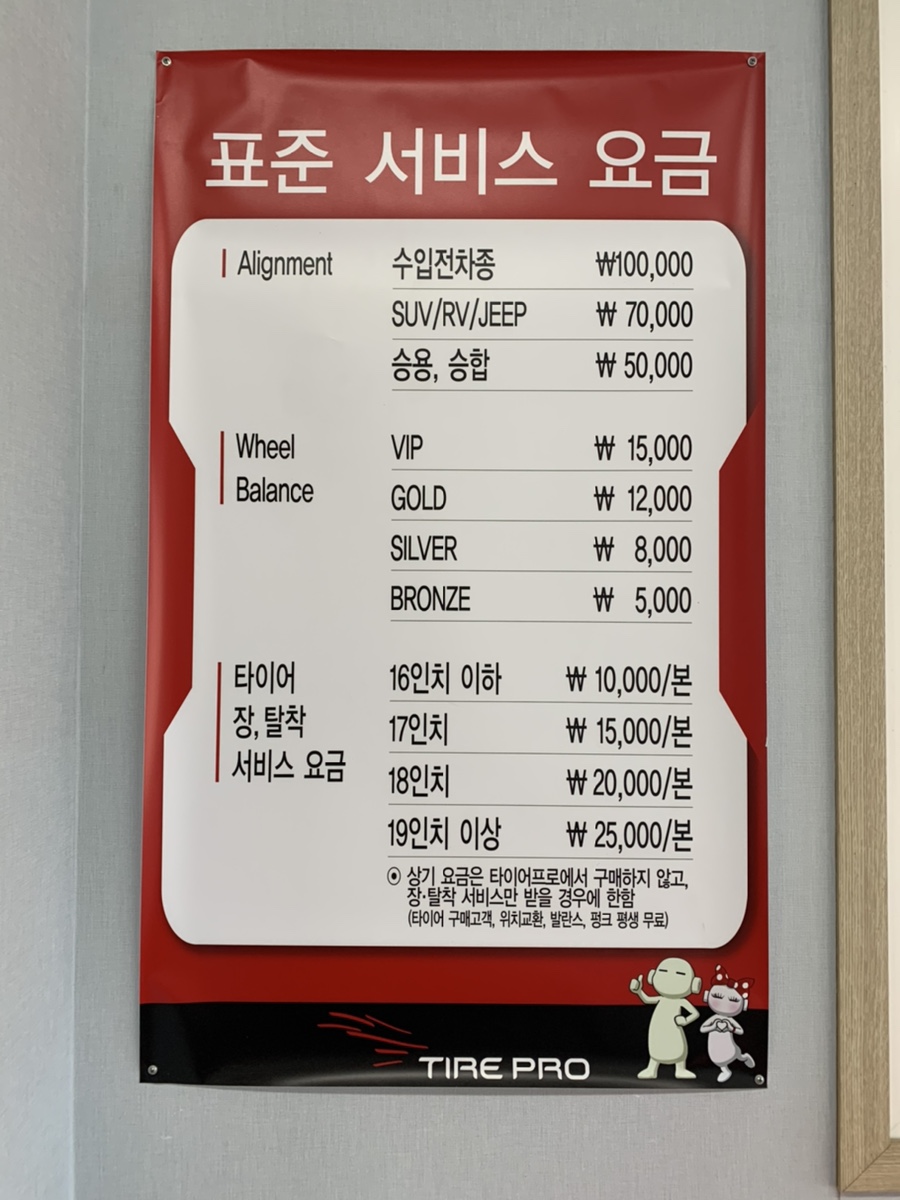 표준 서비스 요금
Alignment 수입전차종 ₩100,000
SUV/RV/JEEP ₩ 70,000
승용, 승합 ₩ 50,000
Wheel Balance VIP ₩ 15,000
GOLD ₩ 12,000
SILVER ₩ 8,000
BRONZE ₩ 5,000
타이어 장,탈착 서비스 요금 16인치 이하 ₩ 10,000/본
17인치 ₩ 15,000/본
18인치 ₩ 20,000/본
19인치 이상 ₩ 25,000/본
⊙ 상기 요금은 타이어프로에서 구매하지 않고,
장·탈착 서비스만 받을 경우에 한함
(타이어 구매고객, 위치교환, 발란스, 펑크 평생 무료)
TIRE PRO